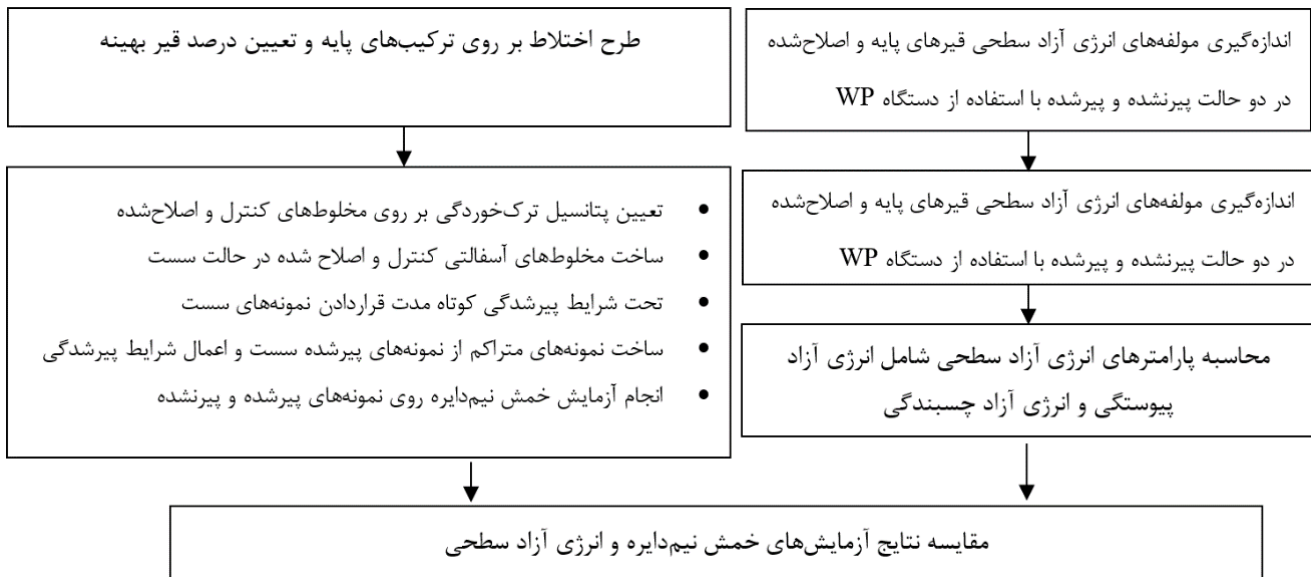 اندازه‌گیری مولفه‌های انرژی آزاد سطحی قیرهای پایه و اصلاح‌شده
در دو حالت پیرنشده و پیرشده با استفاده از دستگاه WP
اندازه‌گیری مولفه‌های انرژی آزاد سطحی قیرهای پایه و اصلاح‌شده
در دو حالت پیرنشده و پیرشده با استفاده از دستگاه WP
محاسبه پارامترهای انرژی آزاد سطحی شامل انرژی آزاد
پیوستگی و انرژی آزاد چسبندگی
طرح اختلاط بر روی ترکیب‌های پایه و تعیین درصد قیر بهینه
• تعیین پتانسیل ترک‌خوردگی بر روی مخلوط‌های کنترل و اصلاح‌شده
• ساخت مخلوط‌های آسفالتی کنترل و اصلاح شده در حالت سست
• تحت شرایط پیرشدگی کوتاه مدت قراردادن نمونه‌های سست
• ساخت نمونه‌های متراکم از نمونه‌های پیرشده سست و اعمال شرایط پیرشدگی
• انجام آزمایش خمش نیم‌دایره روی نمونه‌های پیرشده و پیرنشده
مقایسه نتایج آزمایش‌های خمش نیم‌دایره و انرژی آزاد سطحی